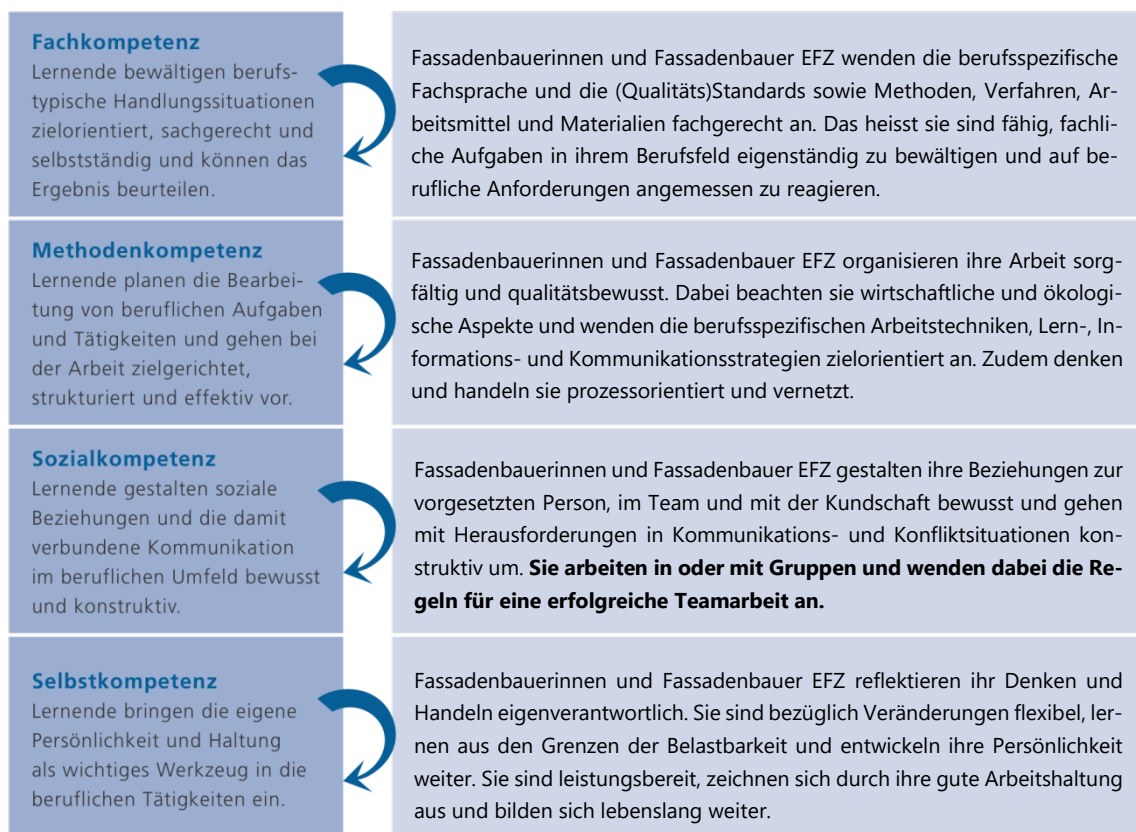 Fachkompetenz
Lernende bewältigen berufs-
typische Handlungssituationen
zielorientiert, sachgerecht und
selbstständig und können das
Ergebnis beurteilen.
Fassadenbauerinnen und Fassadenbauer EFZ wenden die berufsspezifische
Fachsprache und die (Qualitäts)Standards sowie Methoden, Verfahren, Ar-
beitsmittel und Materialien fachgerecht an. Das heisst sie sind fähig, fachli-
che Aufgaben in ihrem Berufsfeld eigenständig zu bewältigen und auf be-
rufliche Anforderungen angemessen zu reagieren.
Methodenkompetenz
Lernende planen die Bearbei-
tung von beruflichen Aufgaben
und Tätigkeiten und gehen bei
der Arbeit zielgerichtet,
strukturiert und effektiv vor.
Fassadenbauerinnen und Fassadenbauer EFZ organisieren ihre Arbeit sorg-
fältig und qualitätsbewusst. Dabei beachten sie wirtschaftliche und ökologi-
sche Aspekte und wenden die berufsspezifischen Arbeitstechniken, Lern-, In-
formations- und Kommunikationsstrategien zielorientiert an. Zudem denken
und handeln sie prozessorientiert und vernetzt.
Sozialkompetenz
Lernende gestalten soziale
Beziehungen und die damit
verbundene Kommunikation
im beruflichen Umfeld bewusst
und konstruktiv.
Fassadenbauerinnen und Fassadenbauer EFZ gestalten ihre Beziehungen zur
vorgesetzten Person, im Team und mit der Kundschaft bewusst und gehen
mit Herausforderungen in Kommunikations- und Konfliktsituationen kon-
struktiv um. Sie arbeiten in oder mit Gruppen und wenden dabei die Re-
geln für eine erfolgreiche Teamarbeit an.
Selbstkompetenz
Lernende bringen die eigene
Persönlichkeit und Haltung
als wichtiges Werkzeug in die
beruflichen Tätigkeiten ein.
Fassadenbauerinnen und Fassadenbauer EFZ reflektieren ihr Denken und
Handeln eigenverantwortlich. Sie sind bezüglich Veränderungen flexibel, ler-
nen aus den Grenzen der Belastbarkeit und entwickeln ihre Persönlichkeit
weiter. Sie sind leistungsbereit, zeichnen sich durch ihre gute Arbeitshaltung
aus und bilden sich lebenslang weiter.